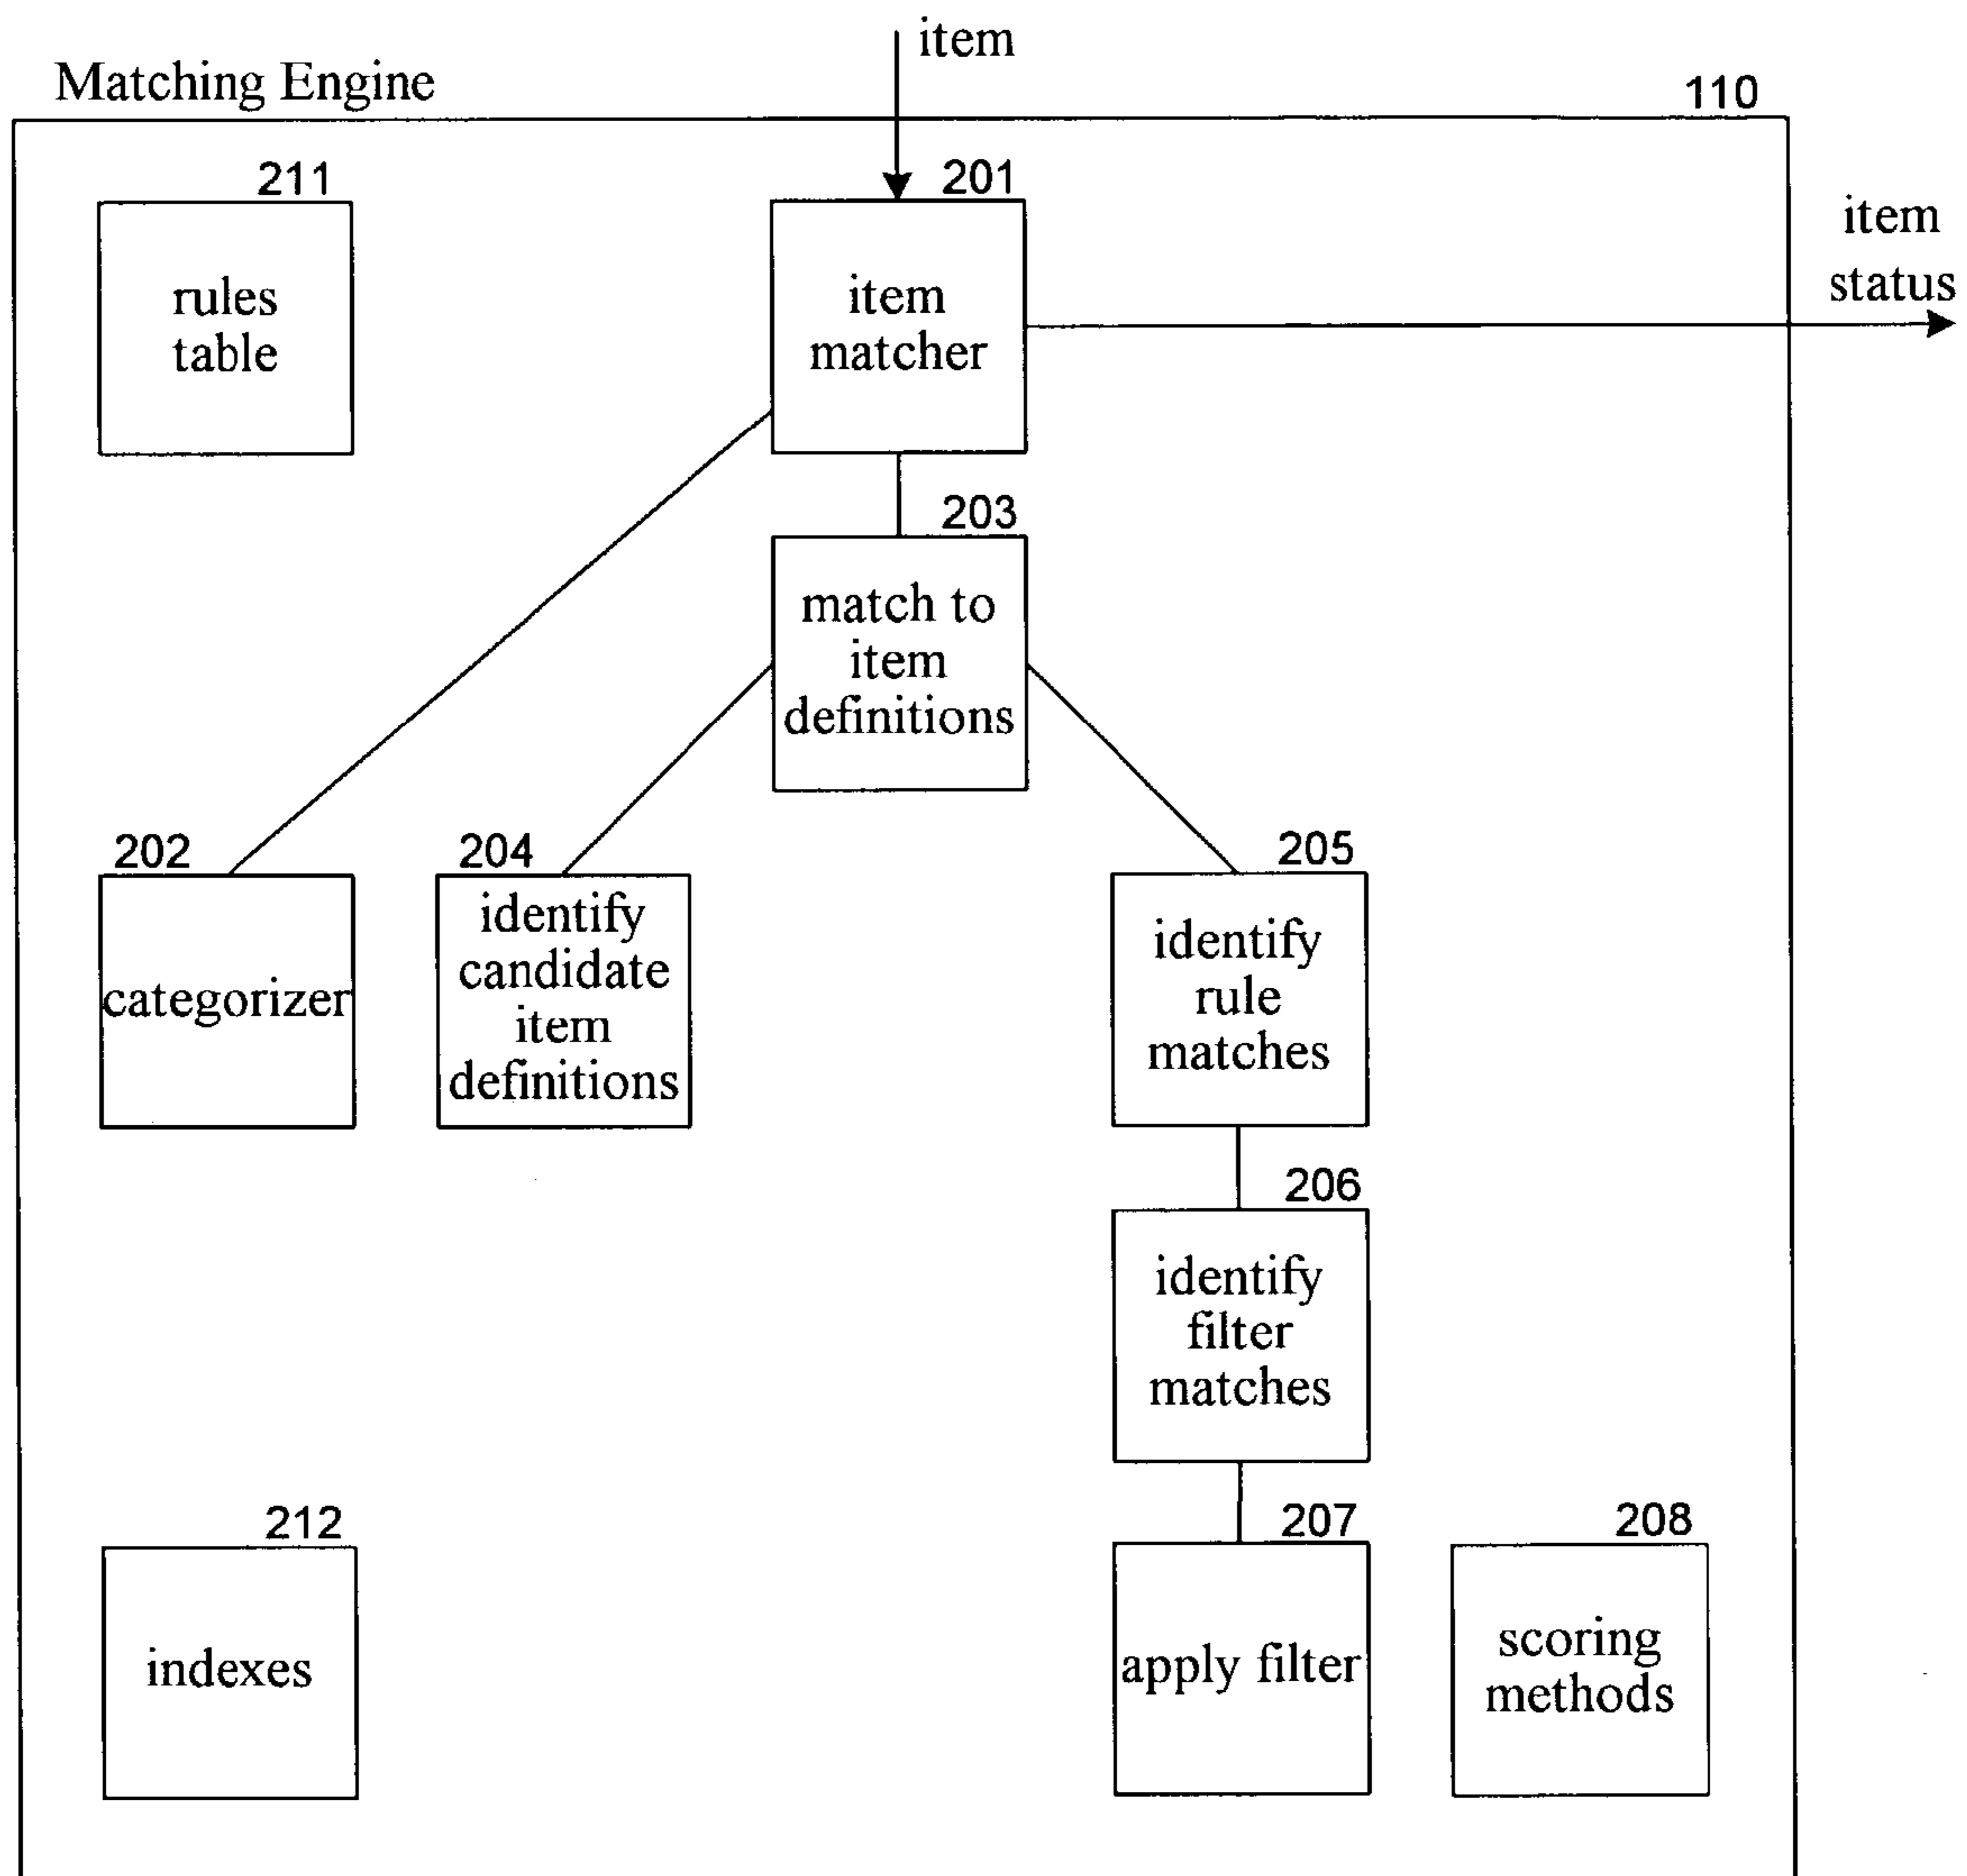 item
Matching Engine
110
211
201
item
status
rules
table
item
matcher
203
match to
item
definitions
202
204
205
categorizer
identify
candidate
item
definitions
identify
rule
matches
206
identify
filter
matches
212
207
208
indexes
apply filter
scoring
methods